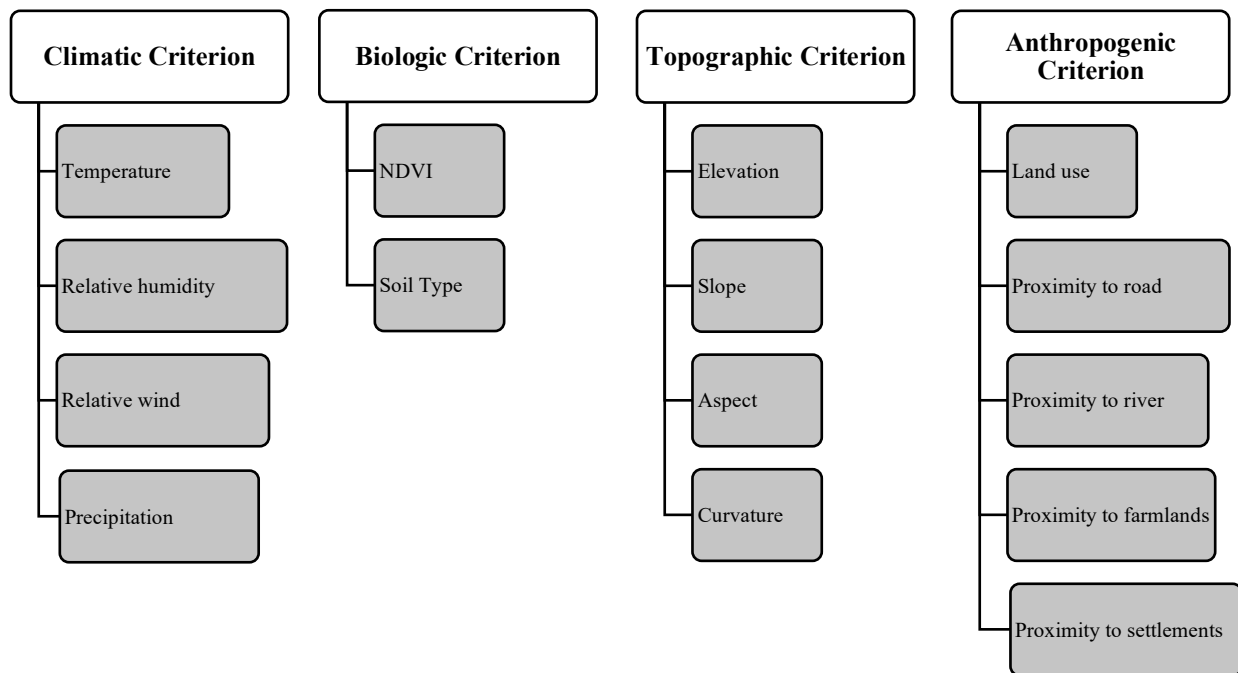 Climatic Criterion
Temperature
Relative humidity
Relative wind
Precipitation
Biologic Criterion
NDVI
Soil Type
Topographic Criterion
Elevation
Slope
Aspect
Curvature
Anthropogenic
Criterion
Land use
Proximity to road
Proximity to river
Proximity to farmlands
Proximity to settlements